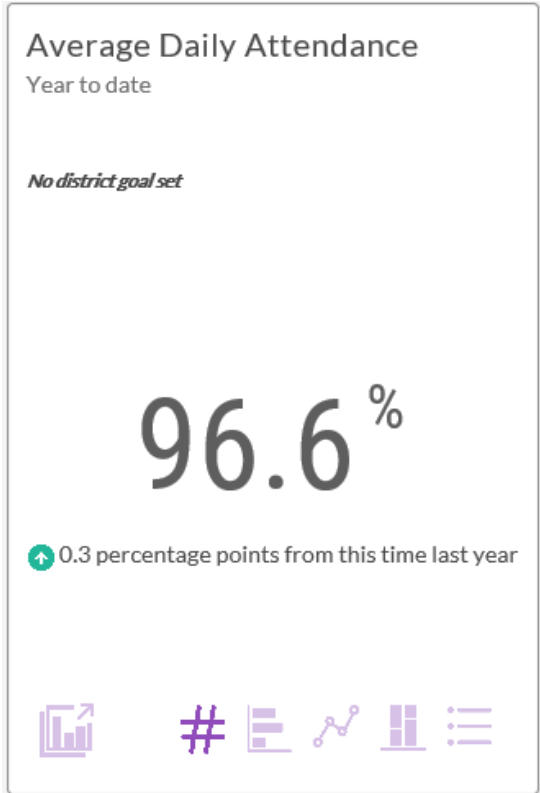 Average Daily Attendance
Year to date
No district goal set
96.6%
0.3 percentage points from this time last year
#